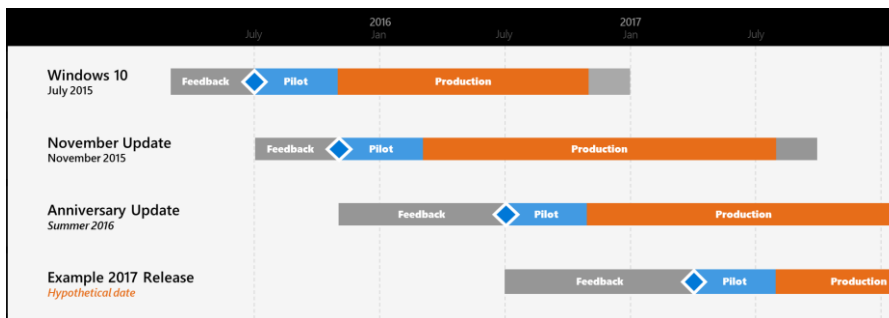 2016 2017
July Jan July Jan July
Windows 10
July 2015
Feedback Pilot Production
November Update
November 2015
Feedback Pilot Production
Anniversary Update
Summer 2016
Feedback Pilot Production
Example 2017 Release
Hypothetical date
Feedback Pilot Production